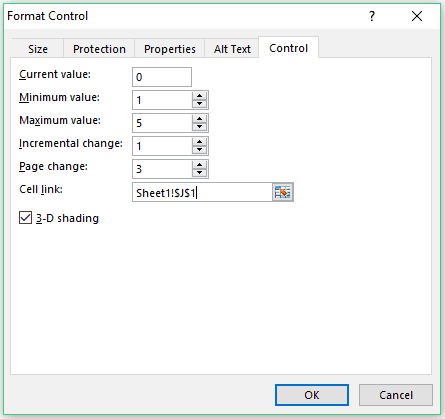 Format Control ?
Size Protection Properties Alt Text Control
Current value: 0
Minimum value: 1
Maximum value: 5
Incremental change: 1
Page change: 3
Cell link: Sheet1!$J$1
3-D shading
OK Cancel